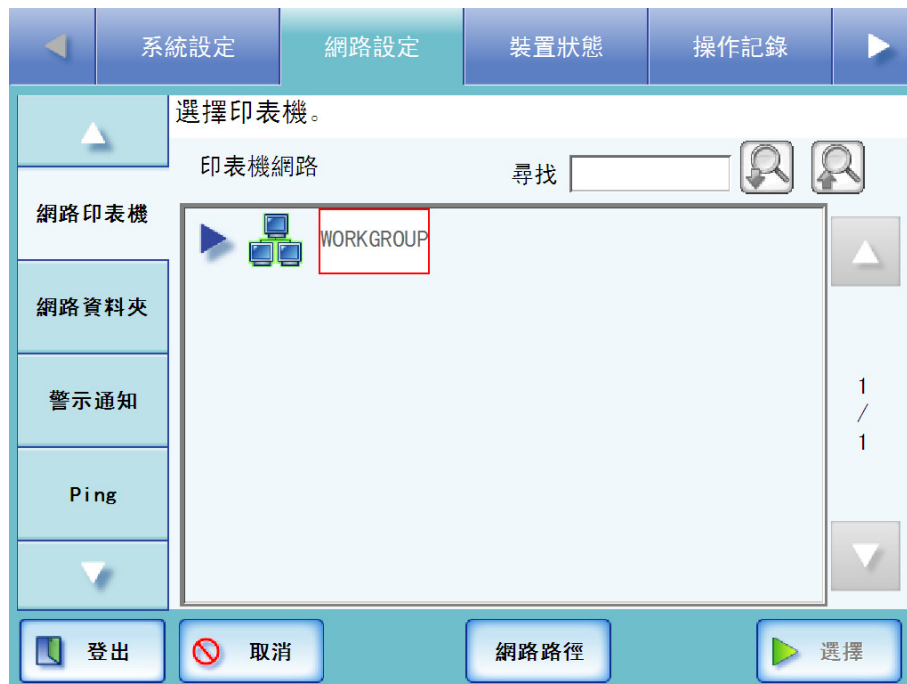 系統設定
網路設定
裝置狀態
操作記錄
選擇印表機。
印表機網路
尋找
網路印表機
WORKGROUP
網路資料夾
警示通知
1
/
1
Ping
登出
取消
網路路徑
選擇